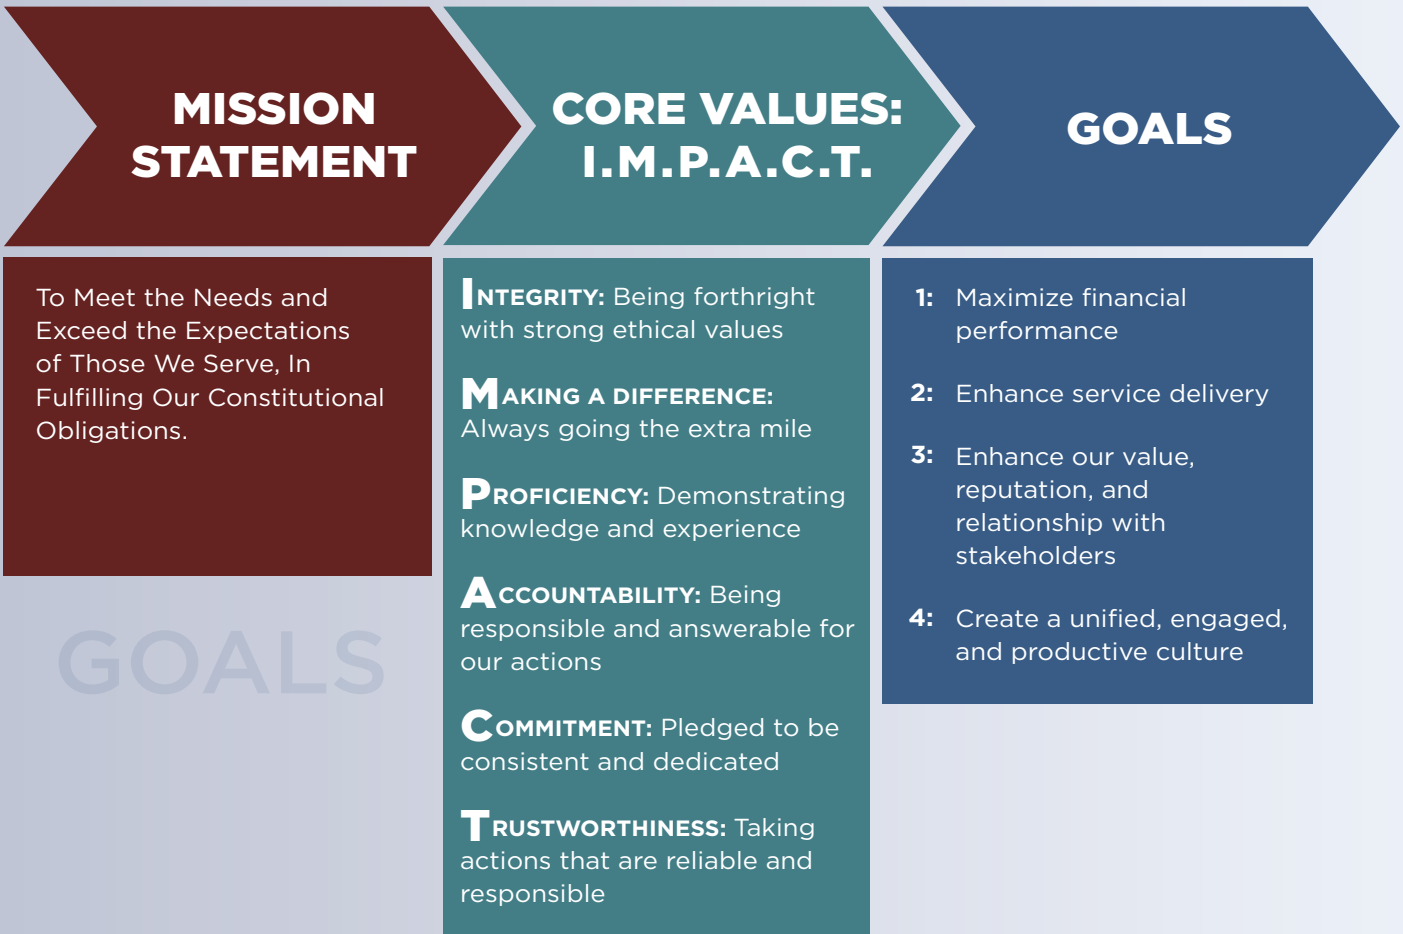 MISSION
STATEMENT
To Meet the Needs and
Exceed the Expectations
of Those We Serve, In
Fulfilling Our Constitutional
Obligations.
GOALS
CORE VALUES:
I.M.P.A.C.T.
INTEGRITY: Being forthright
with strong ethical values
MAKING A DIFFERENCE:
Always going the extra mile
PROFICIENCY: Demonstrating
knowledge and experience
ACCOUNTABILITY: Being
responsible and answerable for
our actions
COMMITMENT: Pledged to be
consistent and dedicated
TRUSTWORTHINESS: Taking
actions that are reliable and
responsible
GOALS
1: Maximize financial
performance
2: Enhance service delivery
3: Enhance our value,
reputation, and
relationship with
stakeholders
4: Create a unified, engaged,
and productive culture